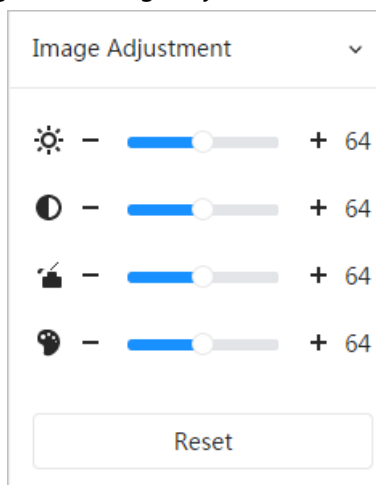 Image Adjustment
− + 64
− + 64
− + 64
− + 64
Reset